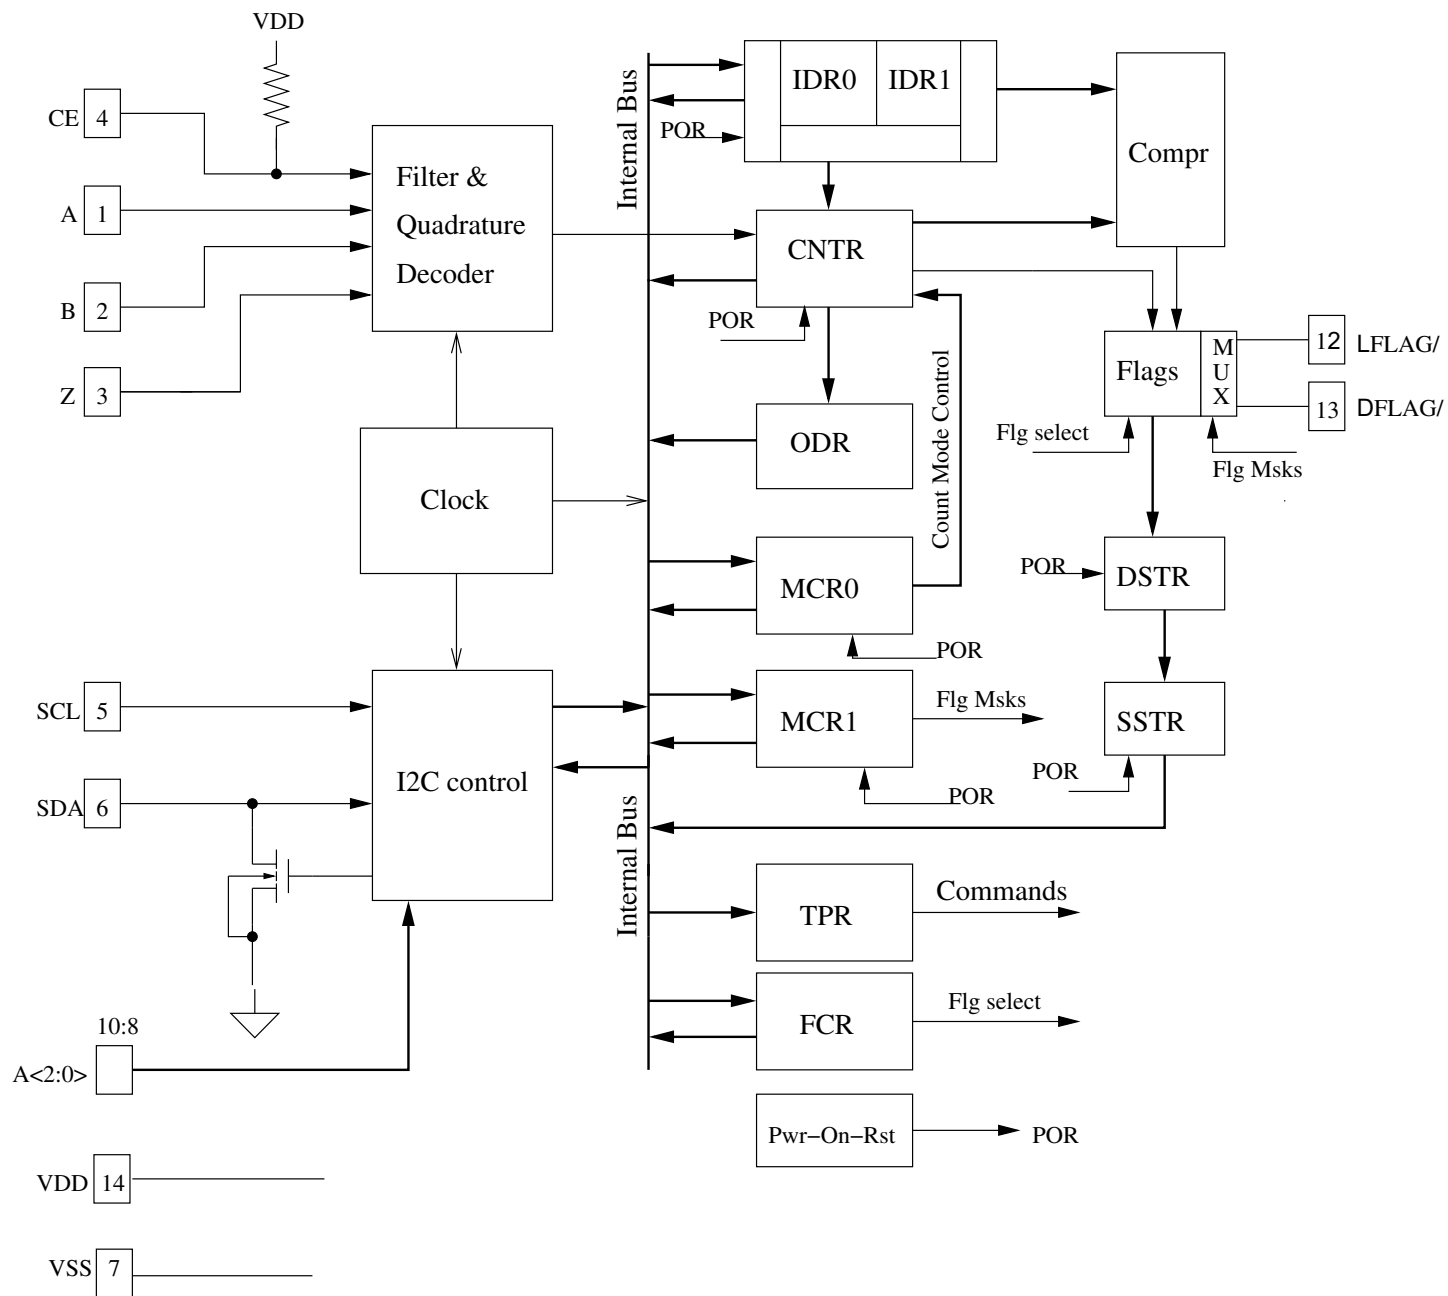 VDD
CE 4
A 1
B 2
Z 3
Filter &
Quadrature
Decoder
Clock
SCL 5
SDA 6
I2C control
10:8
A<2:0>
VDD 14
VSS 7
Internal Bus
Internal Bus
IDR0 IDR1
POR
CNTR
POR
ODR
Count Mode Control
MCR0
POR
MCR1
Flg Msks
POR
TPR
Commands
FCR
Flg select
Pwr−On−Rst
POR
Compr
Flags
MUX
12 LFLAG/
13 DFLAG/
Flg select
Flg Msks
POR
DSTR
SSTR
POR